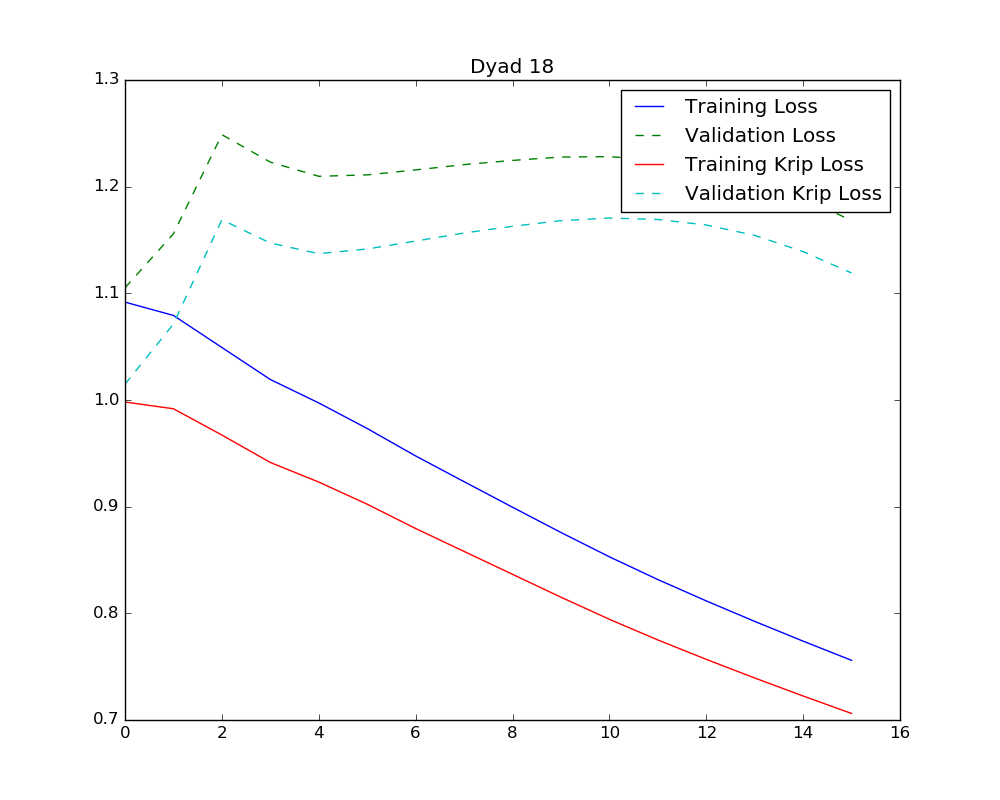 Dyad 18
1.3
1.2
1.1
1.0
0.9
0.8
0.7
0 2 4 6 8 10 12 14 16
Training Loss
Validation Loss
Training Krip Loss
Validation Krip Loss